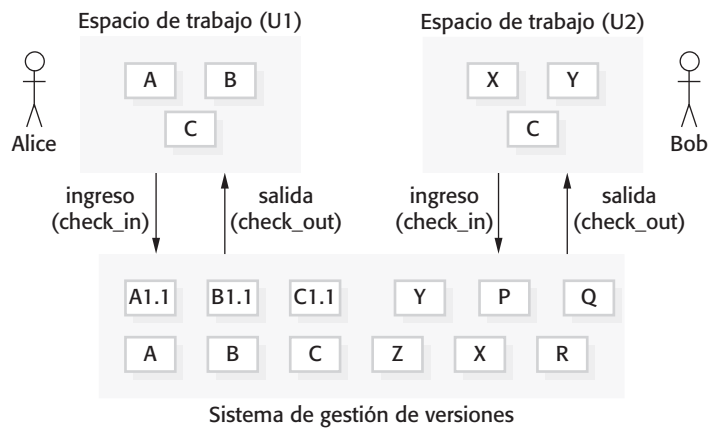 Espacio de trabajo (U1)
Espacio de trabajo (U2)
A B
C
X Y
C
Alice
Bob
ingreso
(check_in)
salida
(check_out)
ingreso
(check_in)
salida
(check_out)
A1.1 B1.1 C1.1 Y P Q
A B C Z X R
Sistema de gestión de versiones